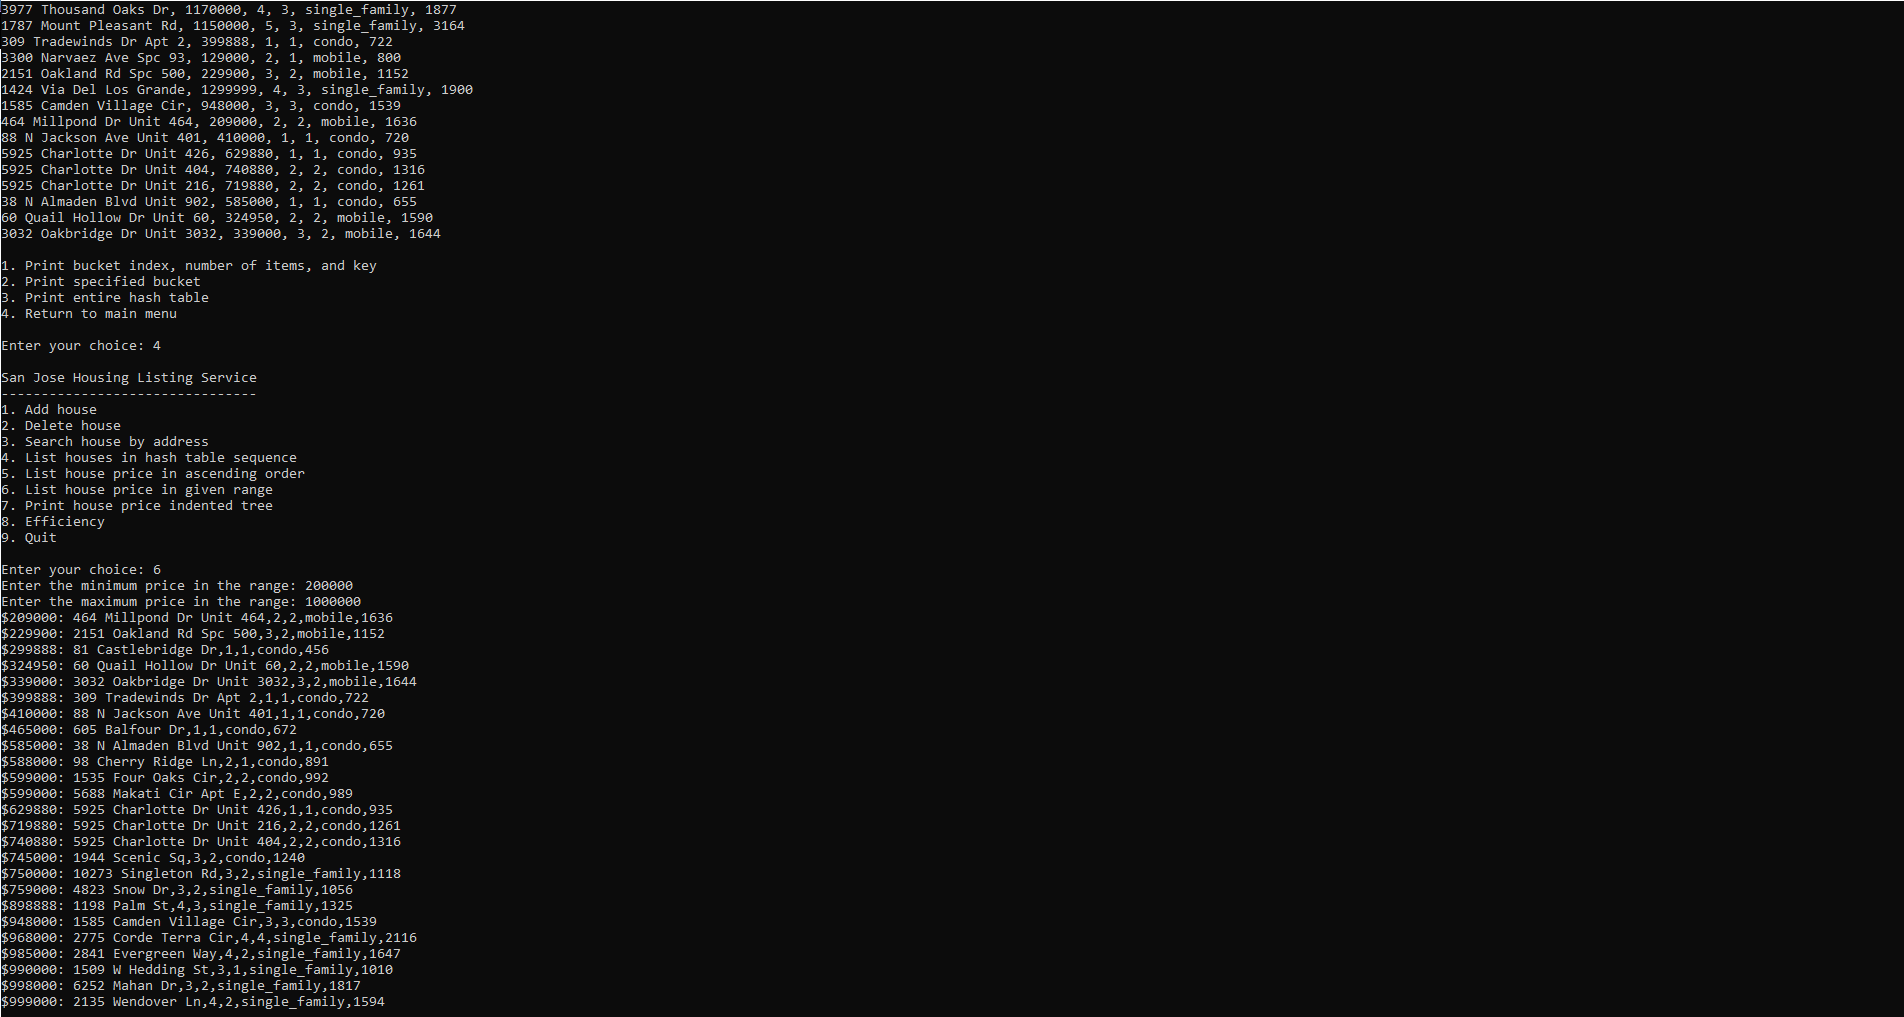 3977 Thousand Oaks Dr, 1170000, 4, 3, single_family, 1877
1787 Mount Pleasant Rd, 1150000, 5, 3, single_family, 3164
309 Tradewinds Dr Apt 2, 399888, 1, 1, condo, 722
3300 Narvaez Ave Spc 93, 129000, 2, 1, mobile, 800
2151 Oakland Rd Spc 500, 229900, 3, 2, mobile, 1152
1424 Via Del Los Grande, 1299999, 4, 3, single_family, 1900
1585 Camden Village Cir, 948000, 3, 3, condo, 1539
464 Millpond Dr Unit 464, 209000, 2, 2, mobile, 1636
88 N Jackson Ave Unit 401, 410000, 1, 1, condo, 720
5925 Charlotte Dr Unit 426, 629880, 1, 1, condo, 935
5925 Charlotte Dr Unit 404, 740880, 2, 2, condo, 1316
5925 Charlotte Dr Unit 216, 719880, 2, 2, condo, 1261
38 N Almaden Blvd Unit 902, 585000, 1, 1, condo, 655
60 Quail Hollow Dr Unit 60, 324950, 2, 2, mobile, 1590
3032 Oakbridge Dr Unit 3032, 339000, 3, 2, mobile, 1644
1. Print bucket index, number of items, and key
2. Print specified bucket
3. Print entire hash table
4. Return to main menu
Enter your choice: 4
San Jose Housing Listing Service
--------------------------------
1. Add house
2. Delete house
3. Search house by address
4. List houses in hash table sequence
5. List house price in ascending order
6. List house price in given range
7. Print house price indented tree
8. Efficiency
9. Quit
Enter your choice: 6
Enter the minimum price in the range: 200000
Enter the maximum price in the range: 1000000
$209000: 464 Millpond Dr Unit 464,2,2,mobile,1636
$229900: 2151 Oakland Rd Spc 500,3,2,mobile,1152
$299888: 81 Castlebridge Dr,1,1,condo,456
$324950: 60 Quail Hollow Dr Unit 60,2,2,mobile,1590
$339000: 3032 Oakbridge Dr Unit 3032,3,2,mobile,1644
$399888: 309 Tradewinds Dr Apt 2,1,1,condo,722
$410000: 88 N Jackson Ave Unit 401,1,1,condo,720
$465000: 605 Balfour Dr,1,1,condo,672
$585000: 38 N Almaden Blvd Unit 902,1,1,condo,655
$588000: 98 Cherry Ridge Ln,2,1,condo,891
$599000: 1535 Four Oaks Cir,2,2,condo,992
$599000: 5688 Makati Cir Apt E,2,2,condo,989
$629880: 5925 Charlotte Dr Unit 426,1,1,condo,935
$719880: 5925 Charlotte Dr Unit 216,2,2,condo,1261
$740880: 5925 Charlotte Dr Unit 404,2,2,condo,1316
$745000: 1944 Scenic Sq,3,2,condo,1240
$750000: 10273 Singleton Rd,3,2,single_family,1118
$759000: 4823 Snow Dr,3,2,single_family,1056
$898888: 1198 Palm St,4,3,single_family,1325
$948000: 1585 Camden Village Cir,3,3,condo,1539
$968000: 2775 Corde Terra Cir,4,4,single_family,2116
$985000: 2841 Evergreen Way,4,2,single_family,1647
$990000: 1509 W Hedding St,3,1,single_family,1010
$998000: 6252 Mahan Dr,3,2,single_family,1817
$999000: 2135 Wendover Ln,4,2,single_family,1594